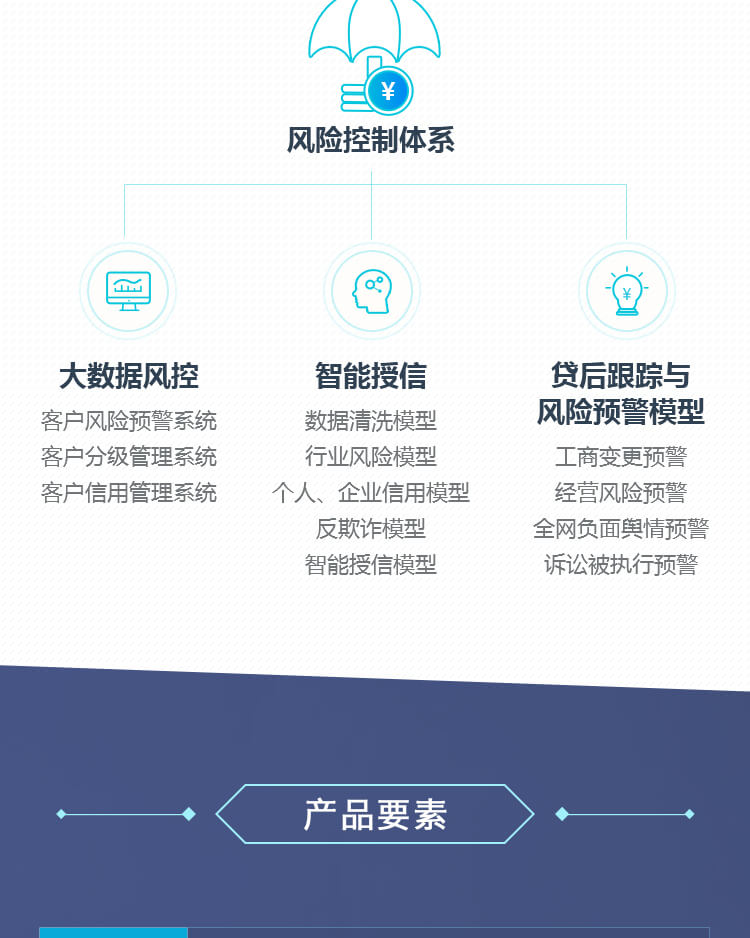 ¥
风险控制体系
大数据风控
客户风险预警系统
客户分级管理系统
客户信用管理系统
智能授信
数据清洗模型
行业风险模型
个人、企业信用模型
反欺诈模型
智能授信模型
¥
贷后跟踪与
风险预警模型
工商变更预警
经营风险预警
全网负面舆情预警
诉讼被执行预警
产品要素